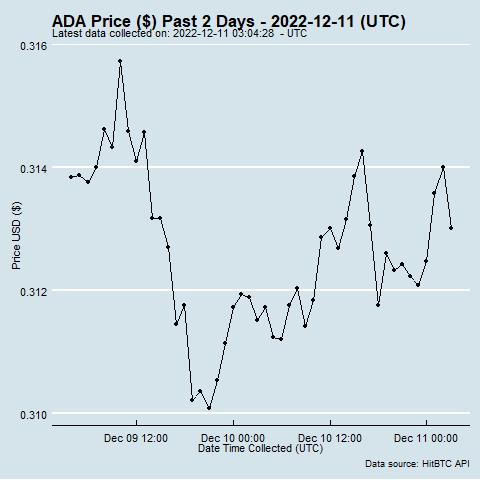 ADA Price ($) Past 2 Days - 2022-12-11 (UTC)
Latest data collected on: 2022-12-11 03:04:28 - UTC
0.316
0.314
0.312
0.310
Price USD ($)
Dec 09 12:00 Dec 10 00:00 Dec 10 12:00 Dec 11 00:00
Date Time Collected (UTC)
Data source: HitBTC API